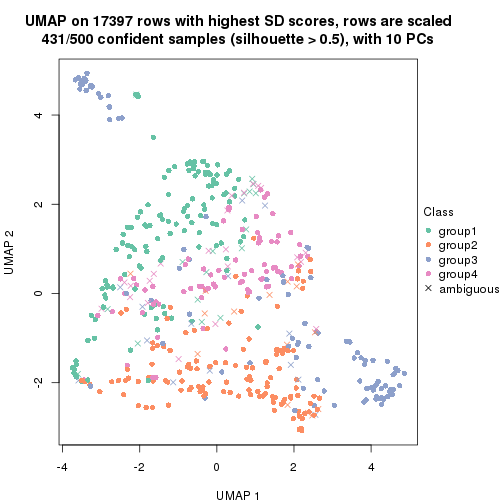 UMAP on 17397 rows with highest SD scores, rows are scaled
431/500 confident samples (silhouette > 0.5), with 10 PCs
4
2
0
-2
UMAP 2
-4
-2
0
2
4
UMAP 1
Class
group1
group2
group3
group4
ambiguous